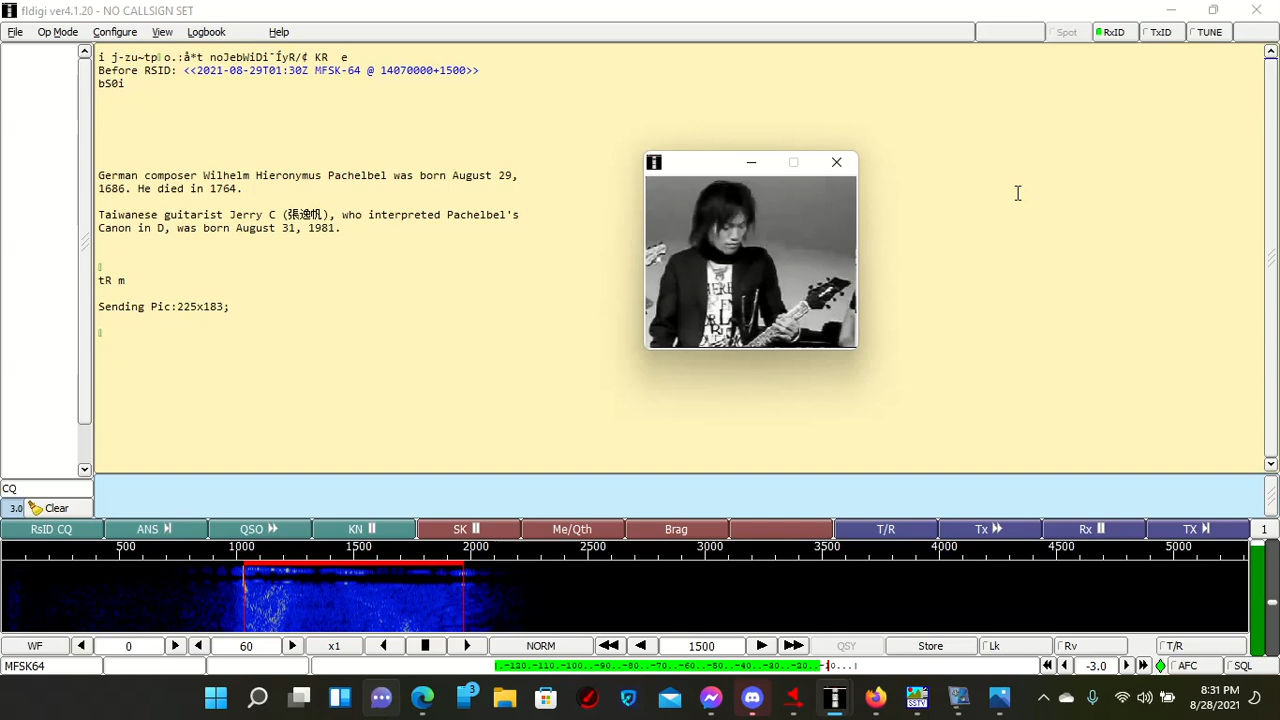 fldigi ver4.1.20 - NO CALLSIGN SET
File Op Mode Configure View Logbook Help
Spot RxID TxID TUNE
KR e
Before RSID: <<2021-08-29T01:30Z MFSK-64 @ 14070000+1500>>
bS0i
German composer Wilhelm Hieronymus Pachelbel was born August 29,
1686. He died in 1764.
Taiwanese guitarist Jerry C (張逸帆), who interpreted Pachelbel's
Canon in D, was born August 31, 1981.
tR m
Sending Pic:225x183;
CQ
3.0 Clear
RsID CQ ANS QSO KN SK Me/Qth Brag T/R Tx Rx TX 1
500 1000 1500 2000 2500 3000 3500 4000 4500 5000
WF 0 60 x1 NORM 1500 QSY Store Lk Rv T/R
MFSK64 -3.0 AFC SQL
8:31 PM
8/28/2021